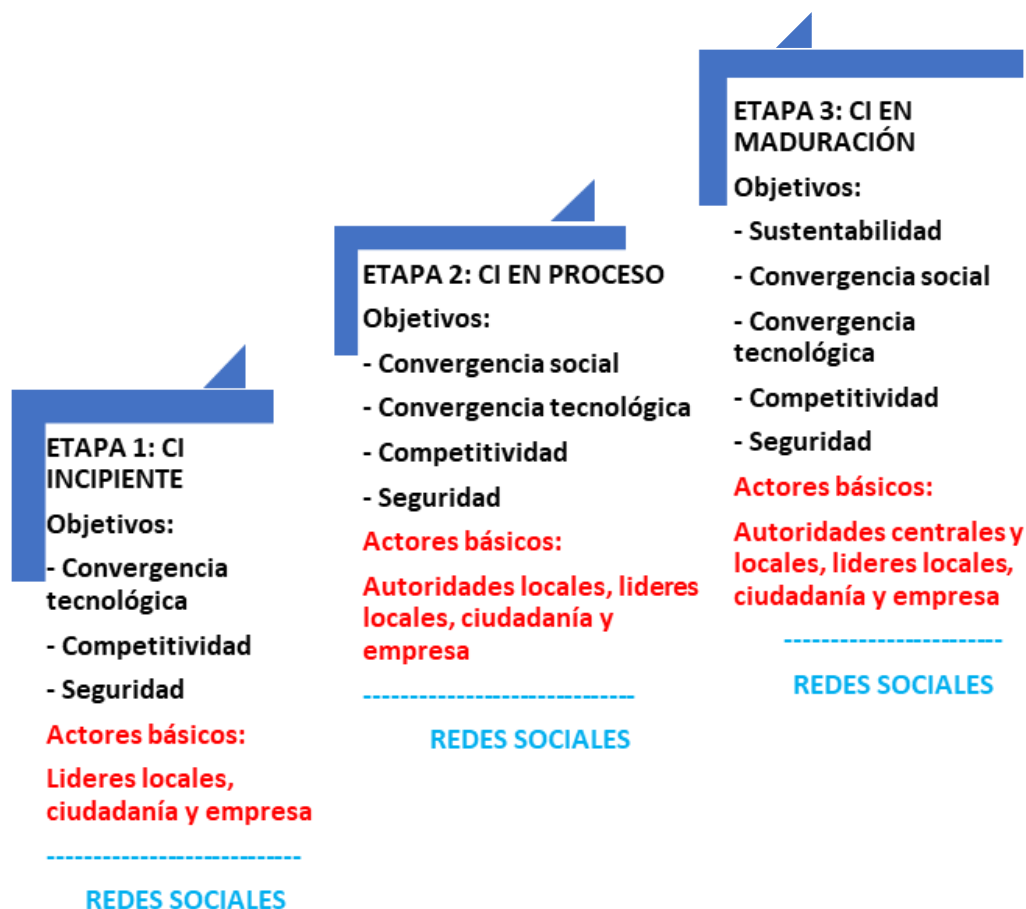 ETAPA 1: CI
INCIPIENTE
Objetivos:
- Convergencia
tecnológica
- Competitividad
- Seguridad
Actores básicos:
Lideres locales,
ciudadanía y empresa
----------------------------
REDES SOCIALES
ETAPA 2: CI EN PROCESO
Objetivos:
- Convergencia social
- Convergencia tecnológica
- Competitividad
- Seguridad
Actores básicos:
Autoridades locales, lideres
locales, ciudadanía y
empresa
------------------------------
REDES SOCIALES
ETAPA 3: CI EN
MADURACIÓN
Objetivos:
- Sustentabilidad
- Convergencia social
- Convergencia
tecnológica
- Competitividad
- Seguridad
Actores básicos:
Autoridades centrales y
locales, lideres locales,
ciudadanía y empresa
------------------------
REDES SOCIALES